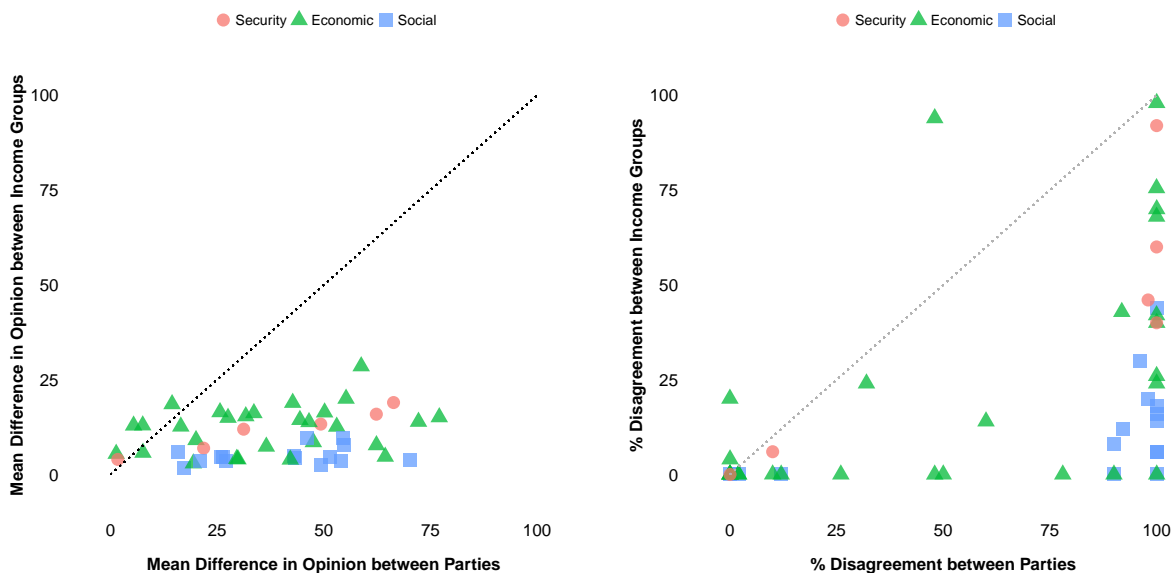 Security Economic Social
Mean Difference in Opinion between Income Groups
100
75
50
25
0
0 25 50 75 100
Mean Difference in Opinion between Parties
Security Economic Social
% Disagreement between Income Groups
100
75
50
25
0
0 25 50 75 100
% Disagreement between Parties